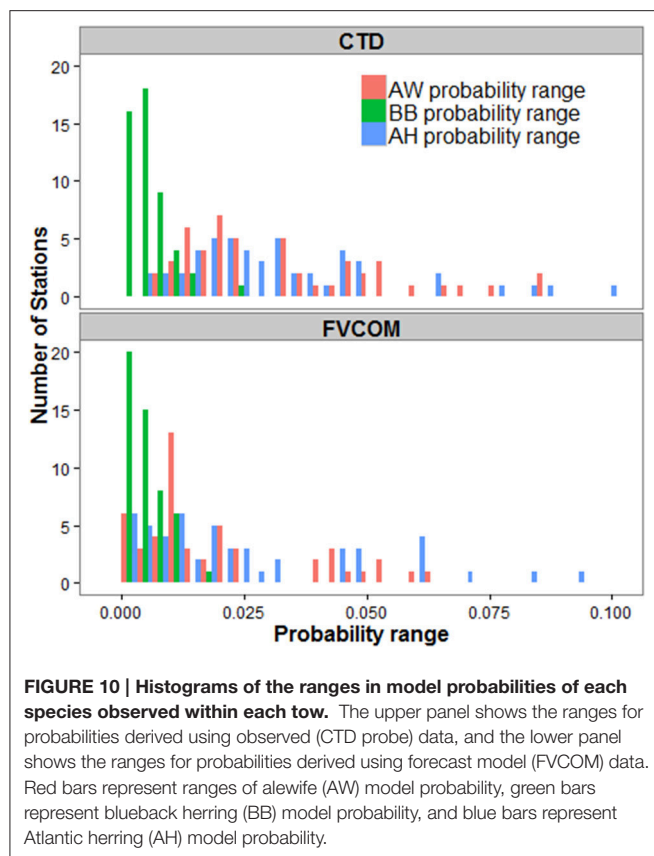 CTD
20
15
10
5
0
AW probability range
BB probability range
AH probability range
Number of Stations
FVCOM
20
15
10
5
0
0.000 0.025 0.050 0.075 0.100
Probability range
FIGURE 10 | Histograms of the ranges in model probabilities of each
species observed within each tow. The upper panel shows the ranges for
probabilities derived using observed (CTD probe) data, and the lower panel
shows the ranges for probabilities derived using forecast model (FVCOM) data.
Red bars represent ranges of alewife (AW) model probability, green bars
represent blueback herring (BB) model probability, and blue bars represent
Atlantic herring (AH) model probability.